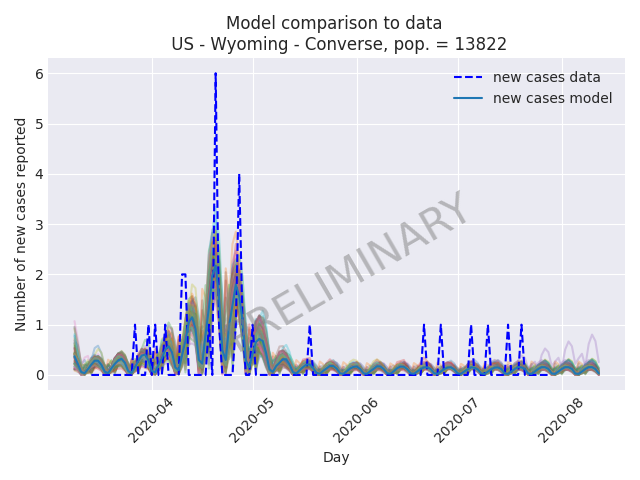 Model comparison to data
US - Wyoming - Converse, pop. = 13822
new cases data
new cases model
PRELIMINARY
Number of new cases reported
6
5
4
3
2
1
0
2020-04
2020-05
2020-06
2020-07
2020-08
Day